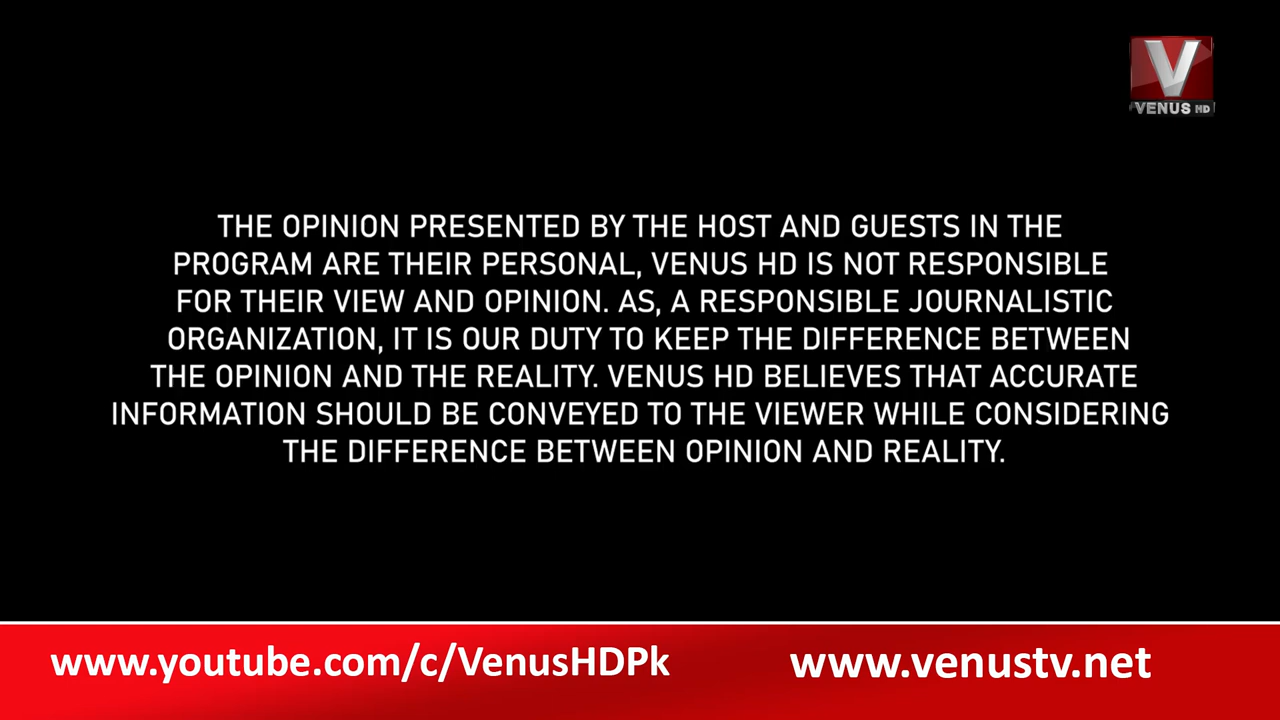 V
VENUS HD
THE OPINION PRESENTED BY THE HOST AND GUESTS IN THE
PROGRAM ARE THEIR PERSONAL, VENUS HD IS NOT RESPONSIBLE
FOR THEIR VIEW AND OPINION. AS, A RESPONSIBLE JOURNALISTIC
ORGANIZATION, IT IS OUR DUTY TO KEEP THE DIFFERENCE BETWEEN
THE OPINION AND THE REALITY. VENUS HD BELIEVES THAT ACCURATE
INFORMATION SHOULD BE CONVEYED TO THE VIEWER WHILE CONSIDERING
THE DIFFERENCE BETWEEN OPINION AND REALITY.
www.youtube.com/c/VenusHDPk www.venustv.net